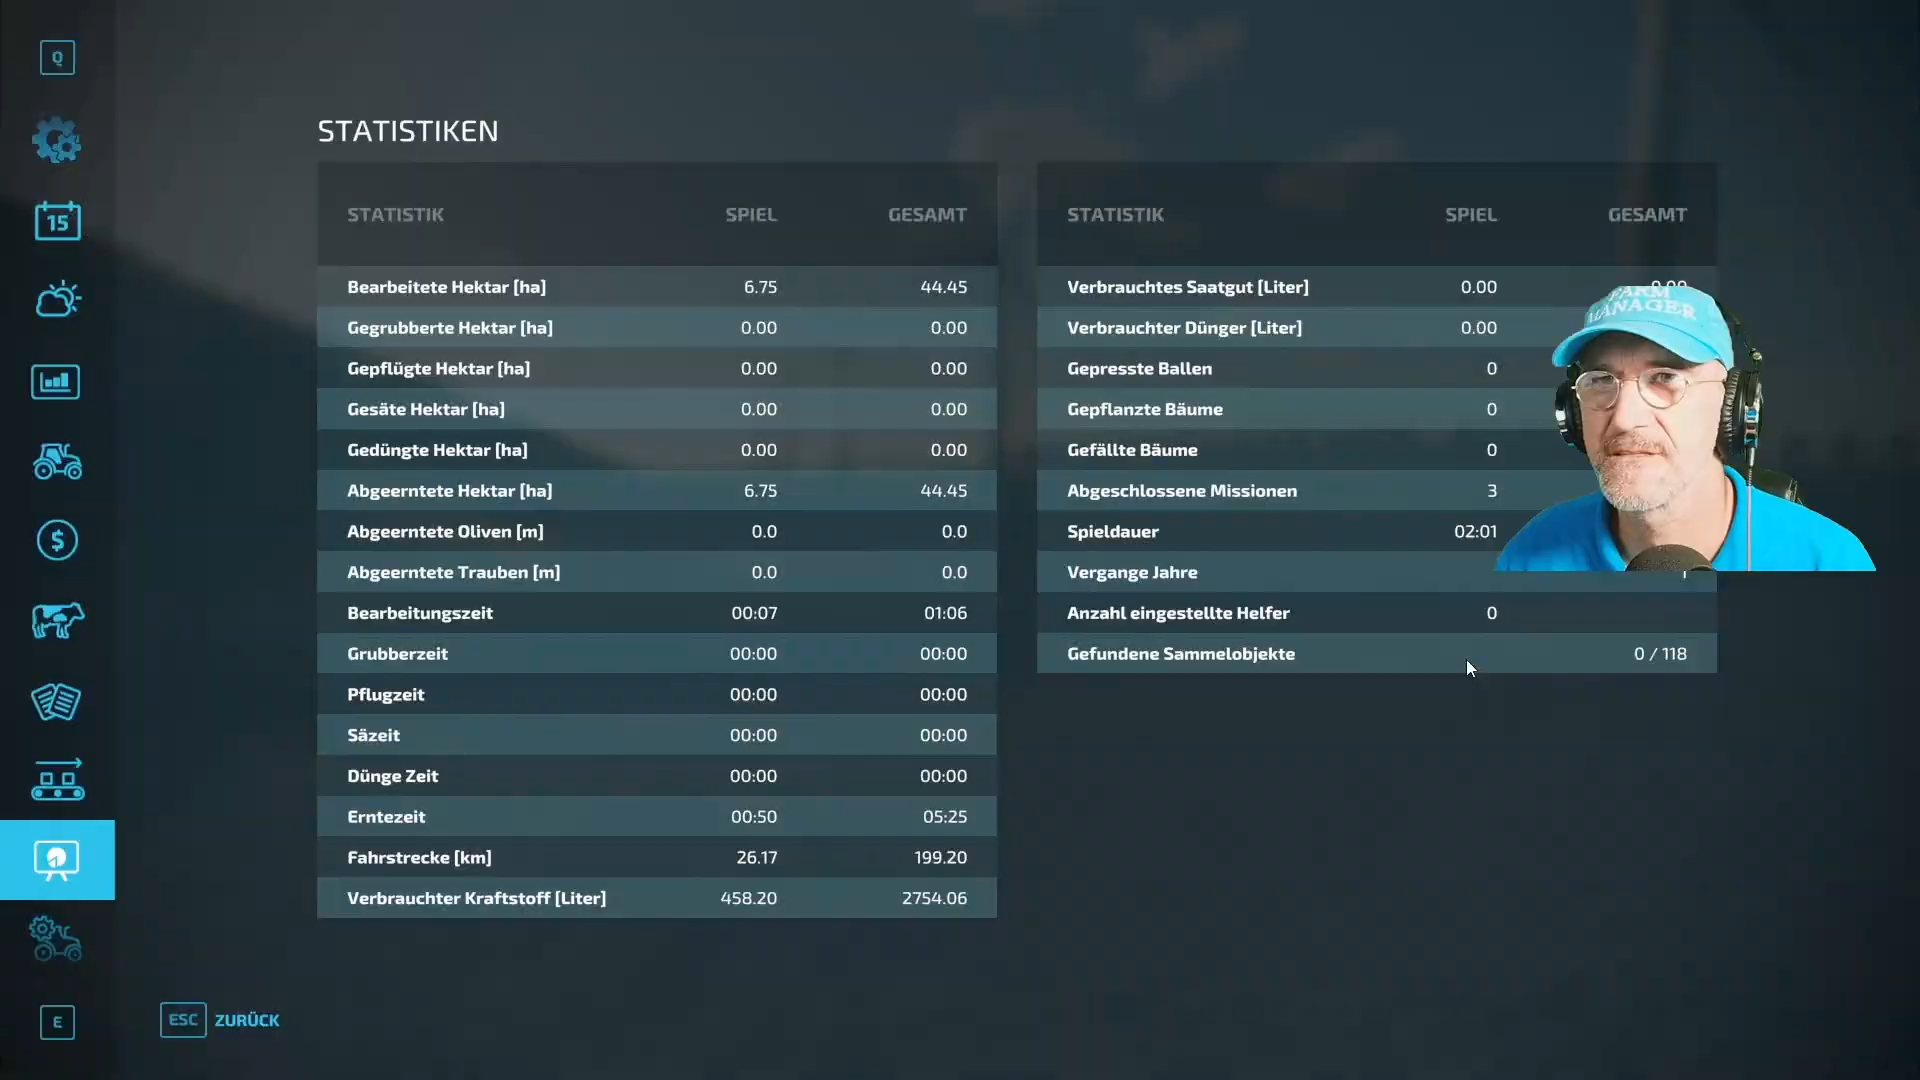 Q
15
E
STATISTIKEN
STATISTIK SPIEL GESAMT
Bearbeitete Hektar [ha] 6.75 44.45
Gegrubberte Hektar [ha] 0.00 0.00
Gepflügte Hektar [ha] 0.00 0.00
Gesäte Hektar [ha] 0.00 0.00
Gedüngte Hektar [ha] 0.00 0.00
Abgeerntete Hektar [ha] 6.75 44.45
Abgeerntete Oliven [m] 0.0 0.0
Abgeerntete Trauben [m] 0.0 0.0
Bearbeitungszeit 00:07 01:06
Grubberzeit 00:00 00:00
Pflugzeit 00:00 00:00
Säzeit 00:00 00:00
Dünge Zeit 00:00 00:00
Erntezeit 00:50 05:25
Fahrstrecke [km] 26.17 199.20
Verbrauchter Kraftstoff [Liter] 458.20 2754.06
STATISTIK SPIEL GESAMT
Verbrauchtes Saatgut [Liter] 0.00 0.00
Verbrauchter Dünger [Liter] 0.00
Gepresste Ballen 0
Gepflanzte Bäume 0
Gefällte Bäume 0
Abgeschlossene Missionen 3
Spieldauer 02:01
Vergange Jahre
Anzahl eingestellte Helfer 0
Gefundene Sammelobjekte 0 / 118
FARM
MANAGER
ESC ZURÜCK